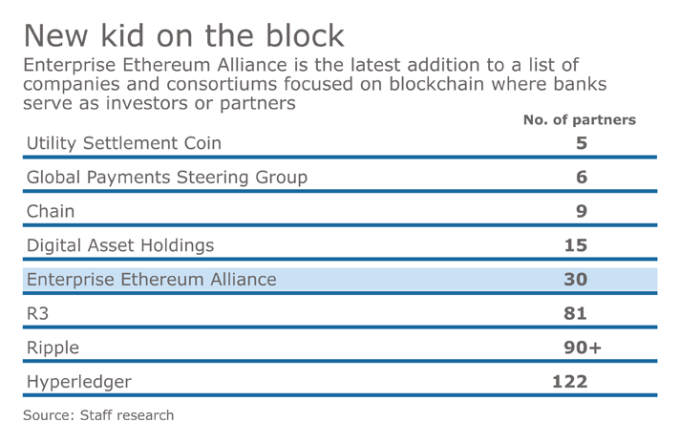 New kid on the block
Enterprise Ethereum Alliance is the latest addition to a list of
companies and consortiums focused on blockchain where banks
serve as investors or partners
No. of partners
Utility Settlement Coin 5
Global Payments Steering Group 6
Chain 9
Digital Asset Holdings 15
Enterprise Ethereum Alliance 30
R3 81
Ripple 90+
Hyperledger 122
Source: Staff research